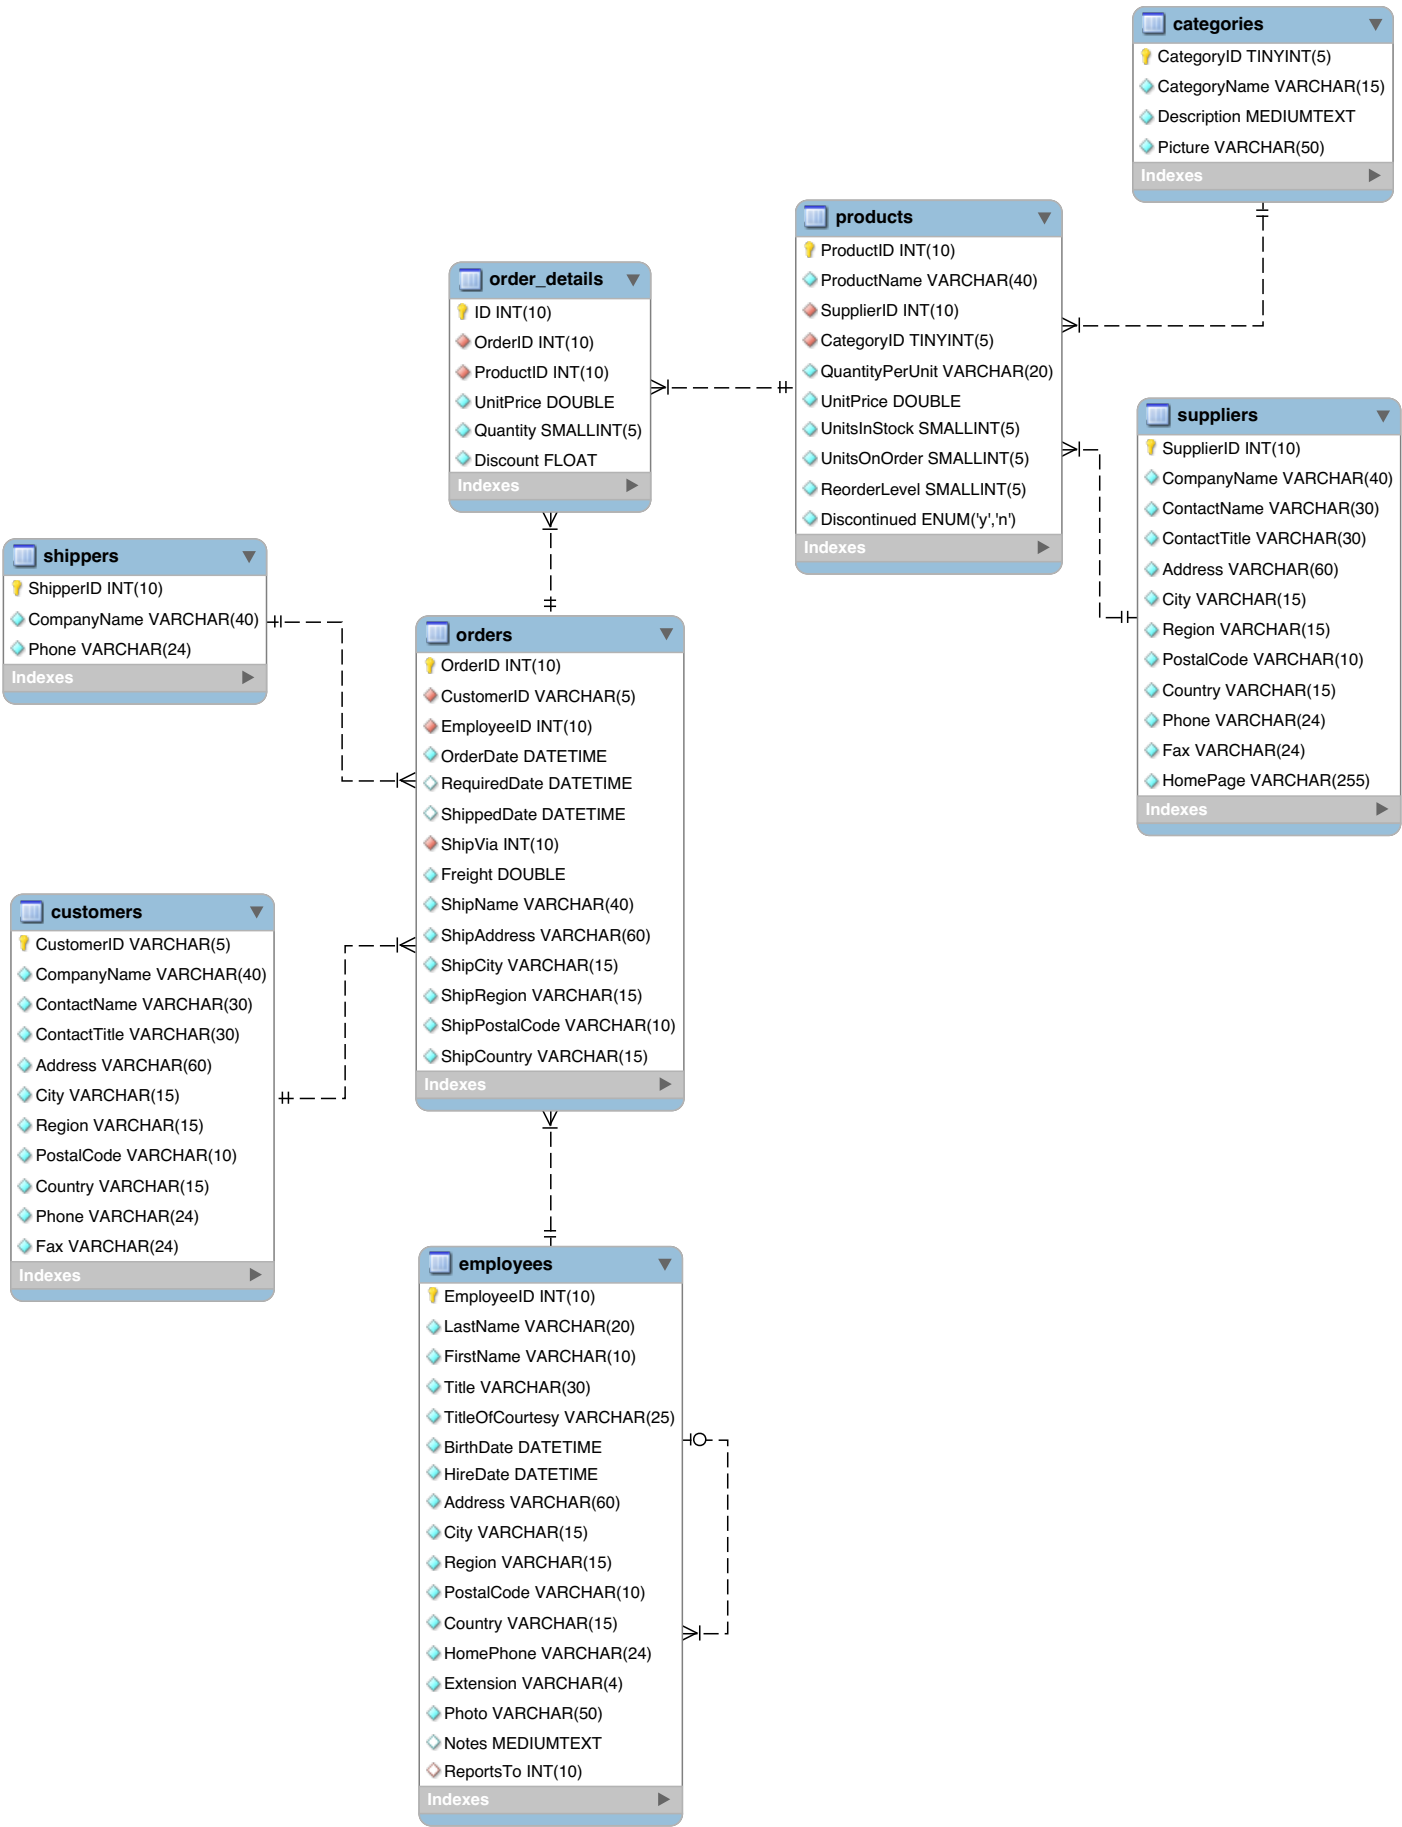 categories
CategoryID TINYINT(5)
CategoryName VARCHAR(15)
Description MEDIUMTEXT
Picture VARCHAR(50)
Indexes
products
ProductID INT(10)
ProductName VARCHAR(40)
SupplierID INT(10)
CategoryID TINYINT(5)
QuantityPerUnit VARCHAR(20)
UnitPrice DOUBLE
UnitsInStock SMALLINT(5)
UnitsOnOrder SMALLINT(5)
ReorderLevel SMALLINT(5)
Discontinued ENUM('y','n')
Indexes
order_details
ID INT(10)
OrderID INT(10)
ProductID INT(10)
UnitPrice DOUBLE
Quantity SMALLINT(5)
Discount FLOAT
Indexes
suppliers
SupplierID INT(10)
CompanyName VARCHAR(40)
ContactName VARCHAR(30)
ContactTitle VARCHAR(30)
Address VARCHAR(60)
City VARCHAR(15)
Region VARCHAR(15)
PostalCode VARCHAR(10)
Country VARCHAR(15)
Phone VARCHAR(24)
Fax VARCHAR(24)
HomePage VARCHAR(255)
Indexes
shippers
ShipperID INT(10)
CompanyName VARCHAR(40)
Phone VARCHAR(24)
Indexes
orders
OrderID INT(10)
CustomerID VARCHAR(5)
EmployeeID INT(10)
OrderDate DATETIME
RequiredDate DATETIME
ShippedDate DATETIME
ShipVia INT(10)
Freight DOUBLE
ShipName VARCHAR(40)
ShipAddress VARCHAR(60)
ShipCity VARCHAR(15)
ShipRegion VARCHAR(15)
ShipPostalCode VARCHAR(10)
ShipCountry VARCHAR(15)
Indexes
customers
CustomerID VARCHAR(5)
CompanyName VARCHAR(40)
ContactName VARCHAR(30)
ContactTitle VARCHAR(30)
Address VARCHAR(60)
City VARCHAR(15)
Region VARCHAR(15)
PostalCode VARCHAR(10)
Country VARCHAR(15)
Phone VARCHAR(24)
Fax VARCHAR(24)
Indexes
employees
EmployeeID INT(10)
LastName VARCHAR(20)
FirstName VARCHAR(10)
Title VARCHAR(30)
TitleOfCourtesy VARCHAR(25)
BirthDate DATETIME
HireDate DATETIME
Address VARCHAR(60)
City VARCHAR(15)
Region VARCHAR(15)
PostalCode VARCHAR(10)
Country VARCHAR(15)
HomePhone VARCHAR(24)
Extension VARCHAR(4)
Photo VARCHAR(50)
Notes MEDIUMTEXT
ReportsTo INT(10)
Indexes